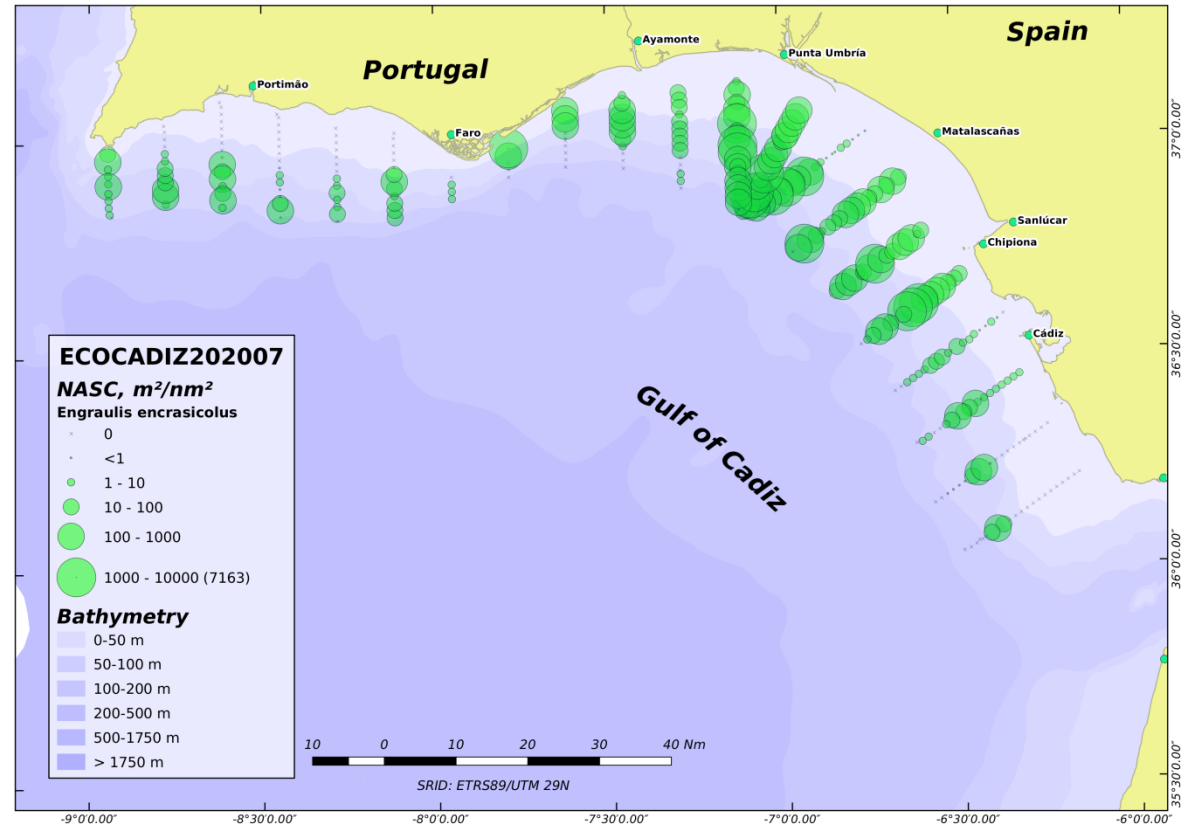 Spain
Portugal
Ayamonte
Punta Umbría
Portimão
Faro
Matalascañas
Sanlúcar
Chipiona
Cádiz
Gulf of Cadiz
ECOCADIZ202007
NASC, m²/nm²
Engraulis encrasicolus
0
<1
1 - 10
10 - 100
100 - 1000
1000 - 10000 (7163)
Bathymetry
0-50 m
50-100 m
100-200 m
200-500 m
500-1750 m
> 1750 m
10 0 10 20 30 40 Nm
SRID: ETRS89/UTM 29N
37°0'0.00"
36°30'0.00"
36°0'0.00"
35°30'0.00"
-9°0'0.00" -8°30'0.00" -8°0'0.00" -7°30'0.00" -7°0'0.00" -6°30'0.00" -6°0'0.00"